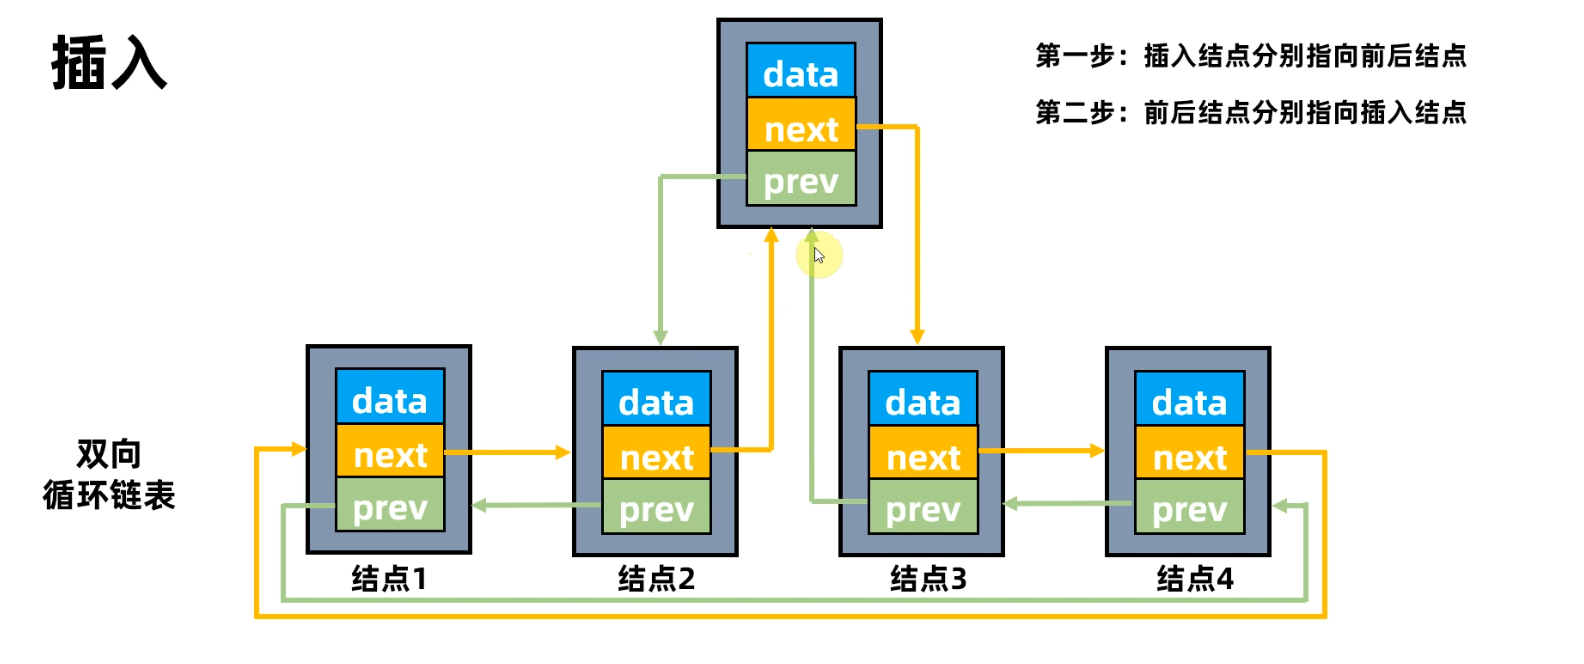 插入
第一步：插入结点分别指向前后结点
第二步：前后结点分别指向插入结点
data
next
prev
双向
循环链表
data
next
prev
结点1
data
next
prev
结点2
data
next
prev
结点3
data
next
prev
结点4